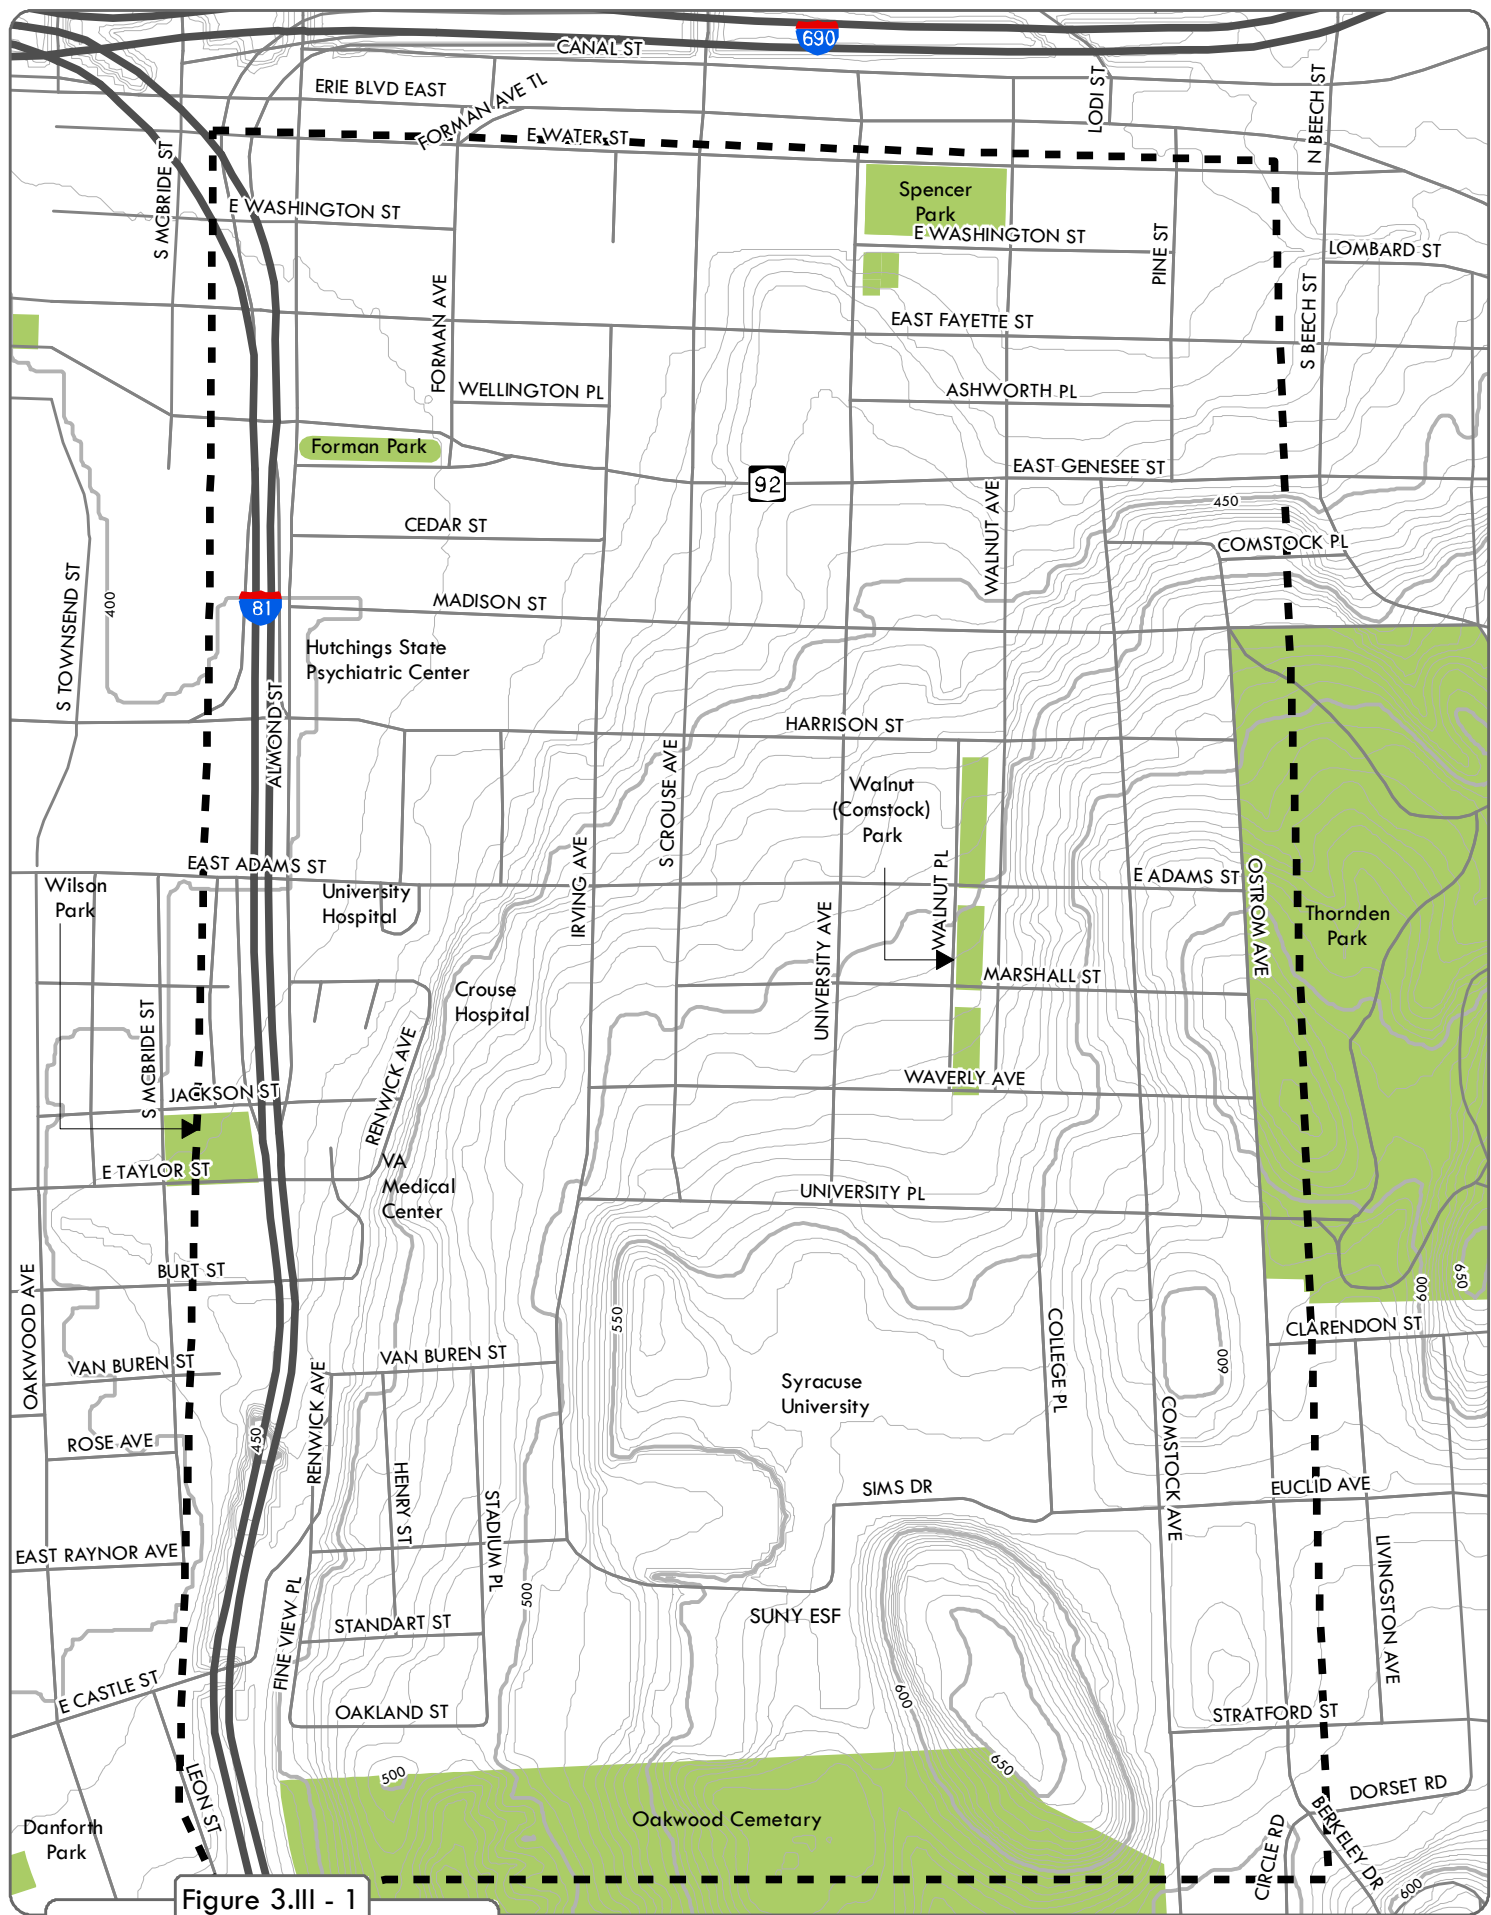 690
CANAL ST
ERIE BLVD EAST
FORMAN AVE TL
LODI ST
N BEECH ST
E WATER ST
S MCBRIDE ST
E WASHINGTON ST
Spencer
Park
E WASHINGTON ST
PINE ST
LOMBARD ST
S BEECH ST
FORMAN AVE
EAST FAYETTE ST
WELLINGTON PL
ASHWORTH PL
Forman Park
EAST GENESEE ST
92
WALNUT AVE
450
CEDAR ST
COMSTOCK PL
S TOWNSEND ST
400
81
MADISON ST
Hutchings State
Psychiatric Center
ALMOND ST
HARRISON ST
S CROUSE AVE
Walnut
(Comstock)
Park
IRVING AVE
WALNUT PL
EAST ADAMS ST
E ADAMS ST
OSTROM AVE
Wilson
Park
University
Hospital
UNIVERSITY AVE
Thornden
Park
MARSHALL ST
Crouse
Hospital
S MCBRIDE ST
RENWICK AVE
JACKSON ST
WAVERLY AVE
E TAYLOR ST
VA
Medical
Center
UNIVERSITY PL
BURT ST
OAKWOOD AVE
600
650
550
COLLEGE PL
CLARENDON ST
VAN BUREN ST
VAN BUREN ST
600
Syracuse
University
RENWICK AVE
COMSTOCK AVE
450
ROSE AVE
HENRY ST
STADIUM PL
SIMS DR
EUCLID AVE
EAST RAYNOR AVE
LIVINGSTON AVE
500
FINE VIEW PL
STANDART ST
SUNY ESF
E CASTLE ST
600
OAKLAND ST
STRATFORD ST
LEON ST
500
650
DORSET RD
Danforth
Park
Oakwood Cemetary
CIRCLE RD
BERKELEY DR
600
Figure 3.III - 1